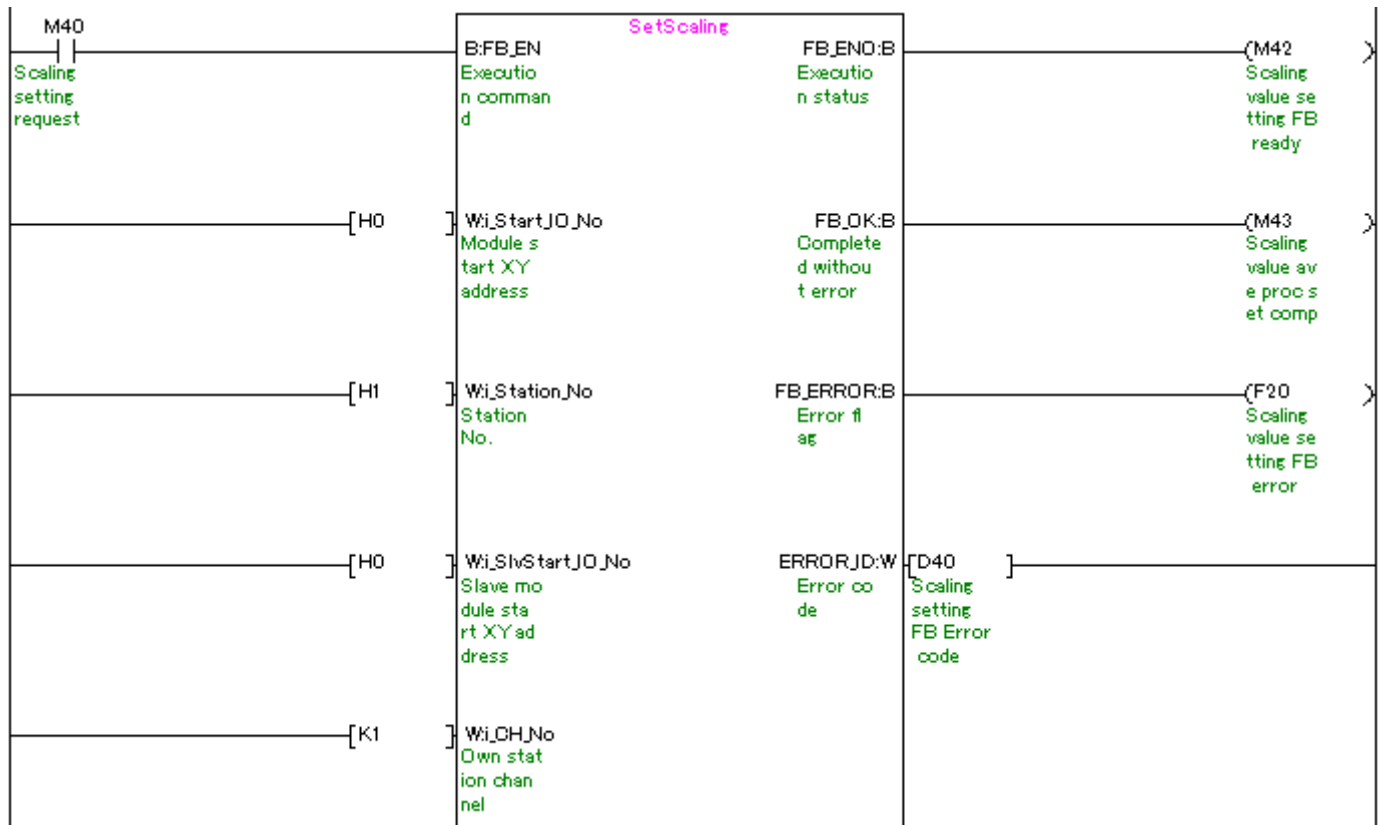 M40
SetScaling
B:FB_EN
FB_ENO:B
(M42 )
Scaling
setting
request
Executio
n comman
d
Executio
n status
Scaling
value se
tting FB
ready
[H0 ]
W:i_Start_IO_No
FB_OK:B
(M43 )
Module s
tart XY
address
Complete
d withou
t error
Scaling
value av
e proc s
et comp
[H1 ]
W:i_Station_No
FB_ERROR:B
(F20 )
Station
No.
Error fl
ag
Scaling
value se
tting FB
error
[H0 ]
W:i_SlvStart_IO_No
ERROR_ID:W
[D40 ]
Slave mo
dule sta
rt XY ad
dress
Error co
de
Scaling
setting
FB Error
code
[K1 ]
W:i_CH_No
Own stat
ion chan
nel